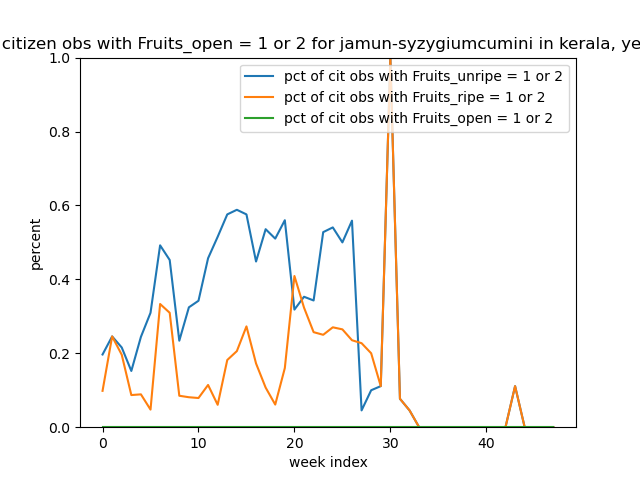 citizen obs with Fruits_open = 1 or 2 for jamun-syzygiumcumini in kerala, ye
pct of cit obs with Fruits_unripe = 1 or 2
pct of cit obs with Fruits_ripe = 1 or 2
pct of cit obs with Fruits_open = 1 or 2
percent
1.0
0.8
0.6
0.4
0.2
0.0
0 10 20 30 40
week index